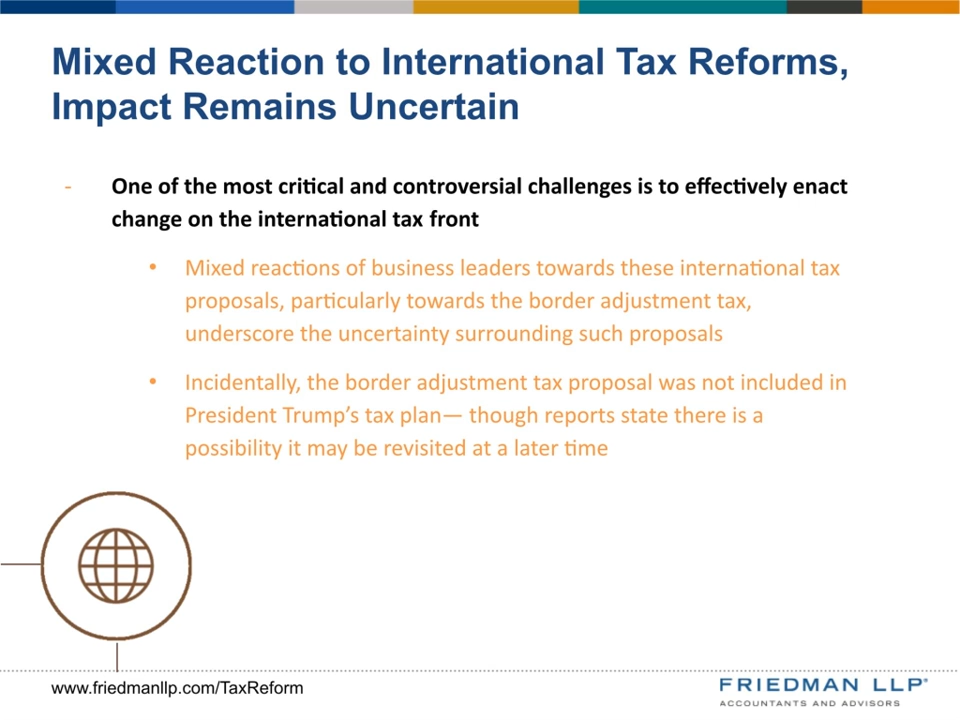 Mixed Reaction to International Tax Reforms,
Impact Remains Uncertain
- One of the most critical and controversial challenges is to effectively enact
change on the international tax front
• Mixed reactions of business leaders towards these international tax
proposals, particularly towards the border adjustment tax,
underscore the uncertainty surrounding such proposals
• Incidentally, the border adjustment tax proposal was not included in
President Trump’s tax plan— though reports state there is a
possibility it may be revisited at a later time
www.friedmanllp.com/TaxReform
FRIEDMAN LLP®
ACCOUNTANTS AND ADVISORS